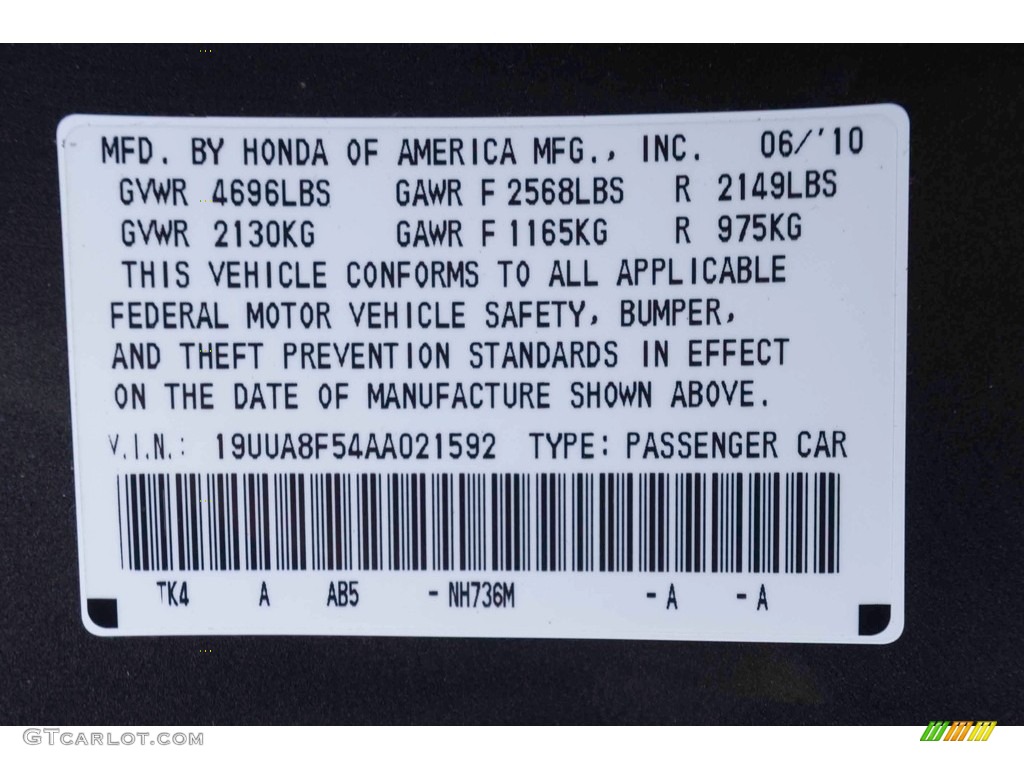 MFD. BY HONDA OF AMERICA MFG., INC. 06/'10
GVWR 4696LBS GAWR F 2568LBS R 2149LBS
GVWR 2130KG GAWR F 1165KG R 975KG
THIS VEHICLE CONFORMS TO ALL APPLICABLE
FEDERAL MOTOR VEHICLE SAFETY, BUMPER,
AND THEFT PREVENTION STANDARDS IN EFFECT
ON THE DATE OF MANUFACTURE SHOWN ABOVE.
V.I.N.: 19UUA8F54AA021592 TYPE: PASSENGER CAR
TK4 A AB5 - NH736M - A - A
GTCARLOT.COM